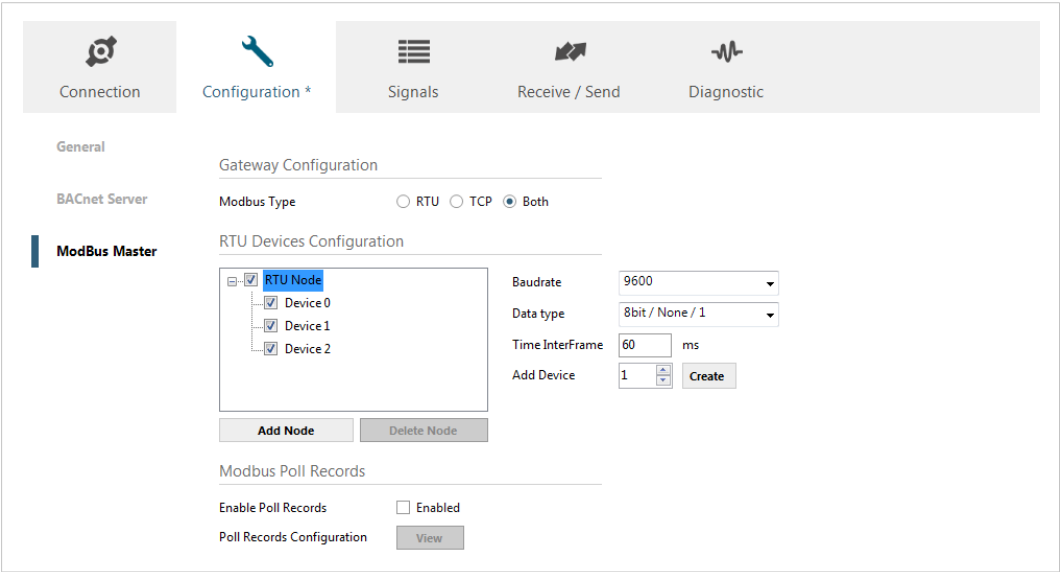 Connection
Configuration *
Signals
Receive / Send
Diagnostic
General
BACnet Server
ModBus Master
Gateway Configuration
Modbus Type RTU TCP Both
RTU Devices Configuration
RTU Node
Device 0
Device 1
Device 2
Baudrate 9600
Data type 8bit / None / 1
Time InterFrame 60 ms
Add Device 1 Create
Add Node Delete Node
Modbus Poll Records
Enable Poll Records Enabled
Poll Records Configuration View